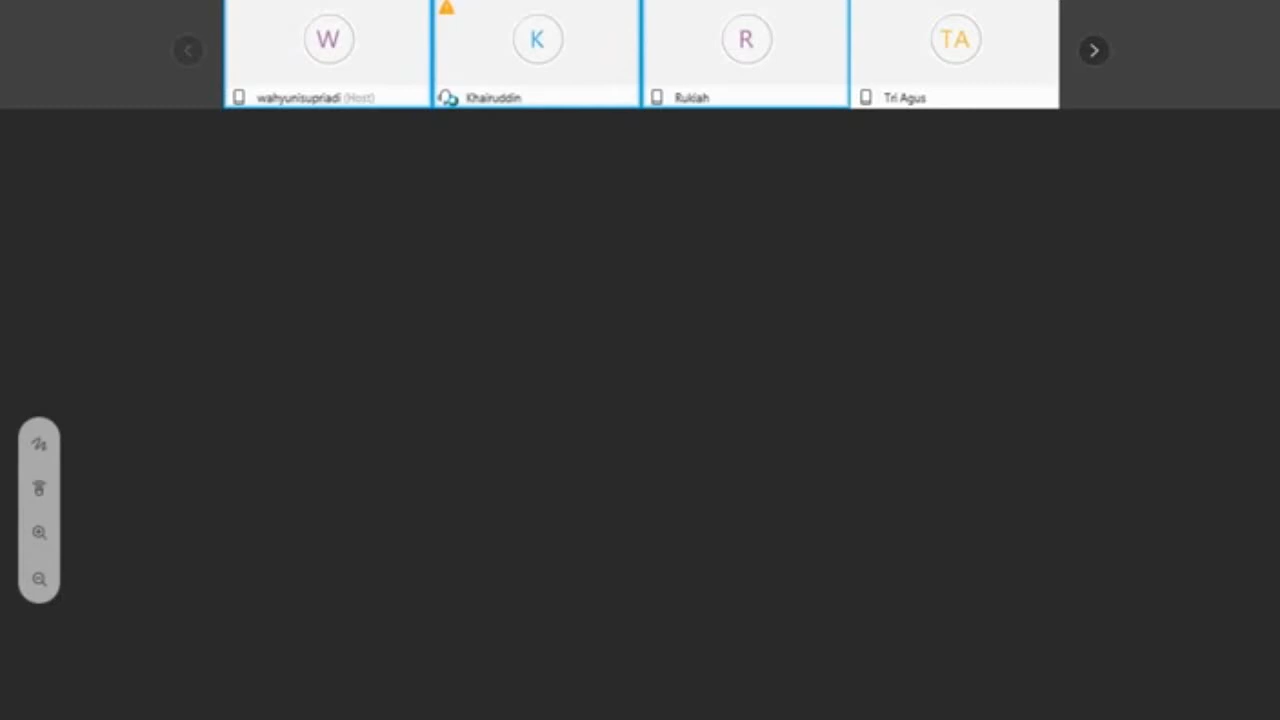 W
K
R
TA
wahyunisupriadi (Host)
Khairuddin
Rukiah
Tri Agus